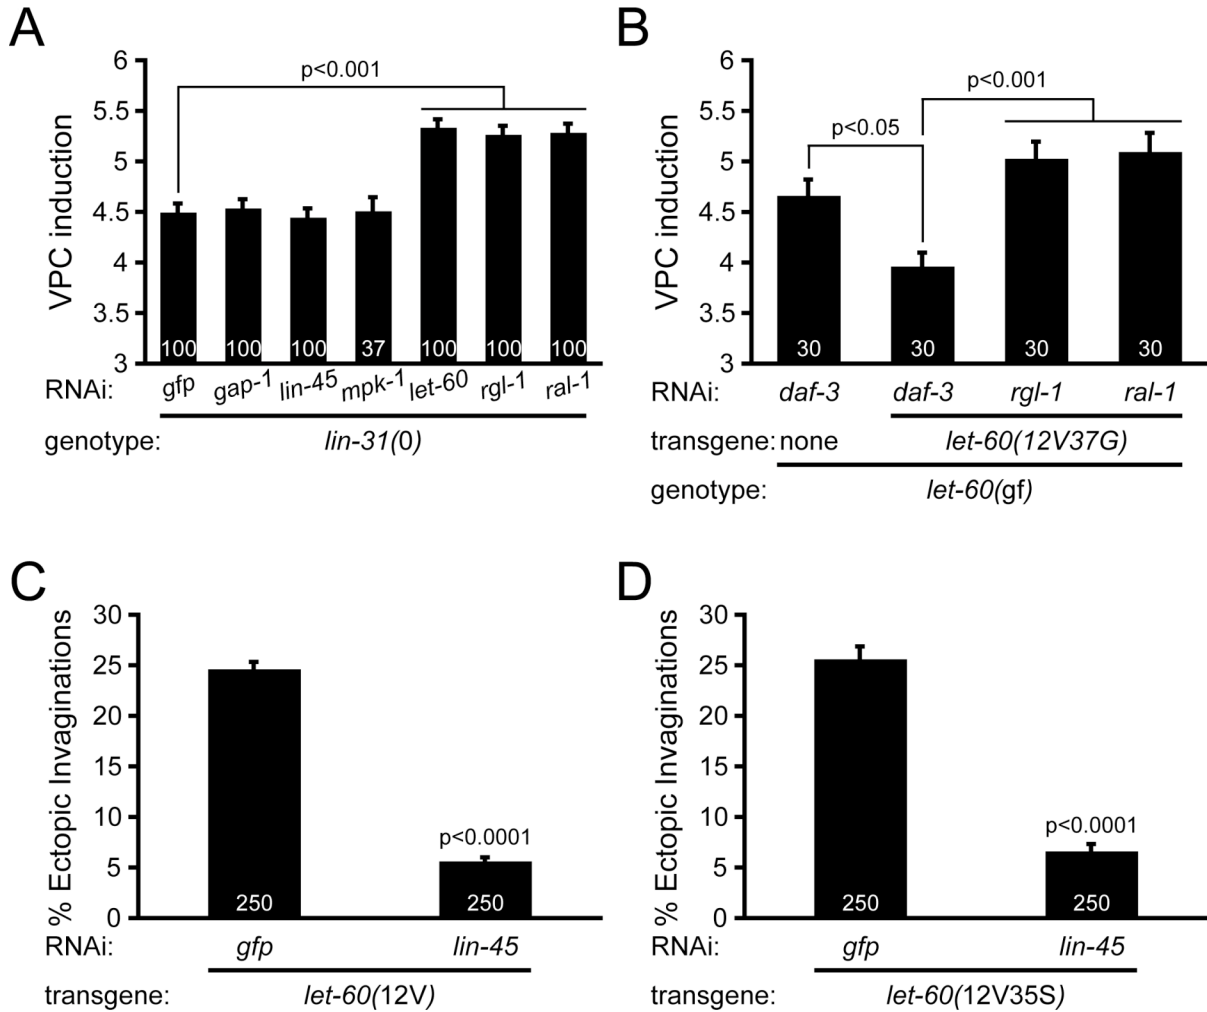 A
6
5.5
5
4.5
4
3.5
3
VPC induction
p<0.001
100 100 100 37 100 100 100
RNAi: gfp gap-1 lin-45 mpk-1 let-60 rgl-1 ral-1
genotype: lin-31(0)
B
6
5.5
5
4.5
4
3.5
3
VPC induction
p<0.05
p<0.001
30 30 30 30
RNAi: daf-3 daf-3 rgl-1 ral-1
transgene: none let-60(12V37G)
genotype: let-60(gf)
C
30
25
20
15
10
5
0
% Ectopic Invaginations
p<0.0001
250 250
RNAi: gfp lin-45
transgene: let-60(12V)
D
30
25
20
15
10
5
0
% Ectopic Invaginations
p<0.0001
250 250
RNAi: gfp lin-45
transgene: let-60(12V35S)